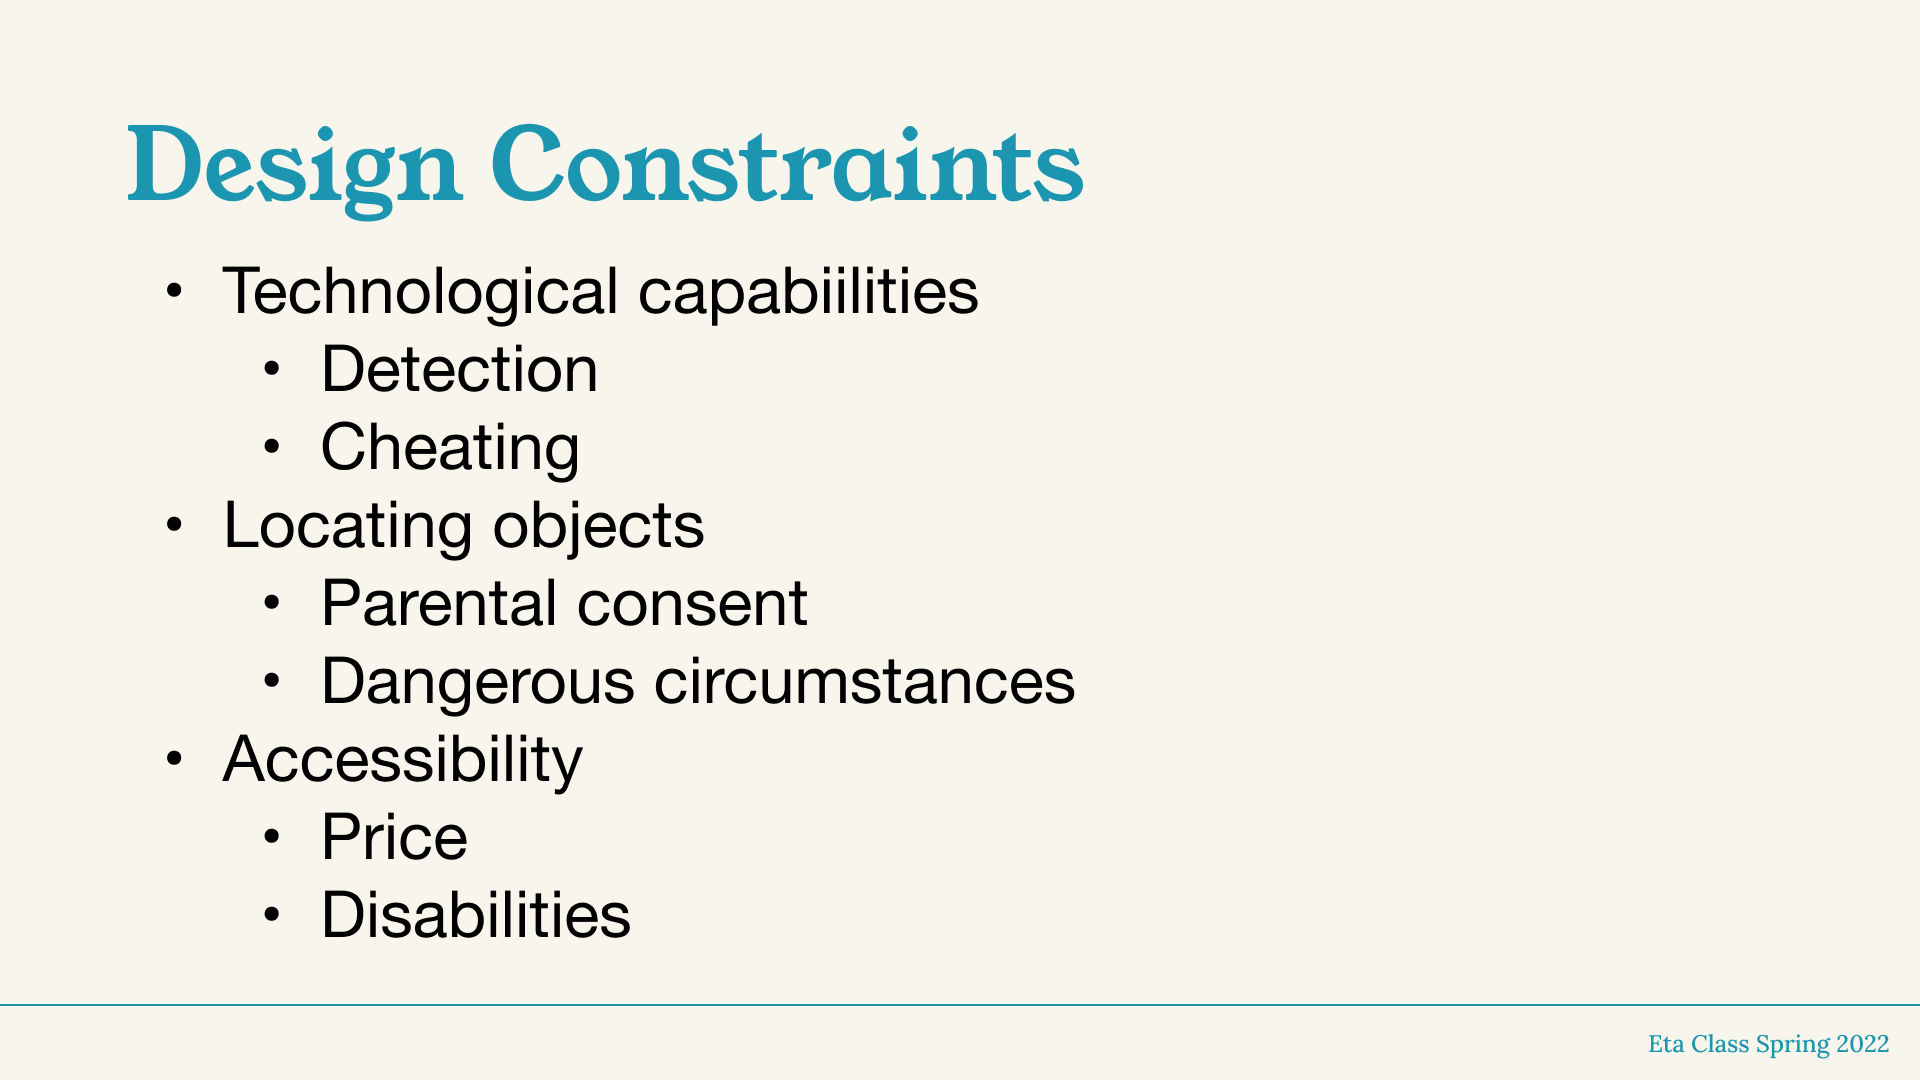 Design Constraints
• Technological capabiilities
• Detection
• Cheating
• Locating objects
• Parental consent
• Dangerous circumstances
• Accessibility
• Price
• Disabilities
Eta Class Spring 2022